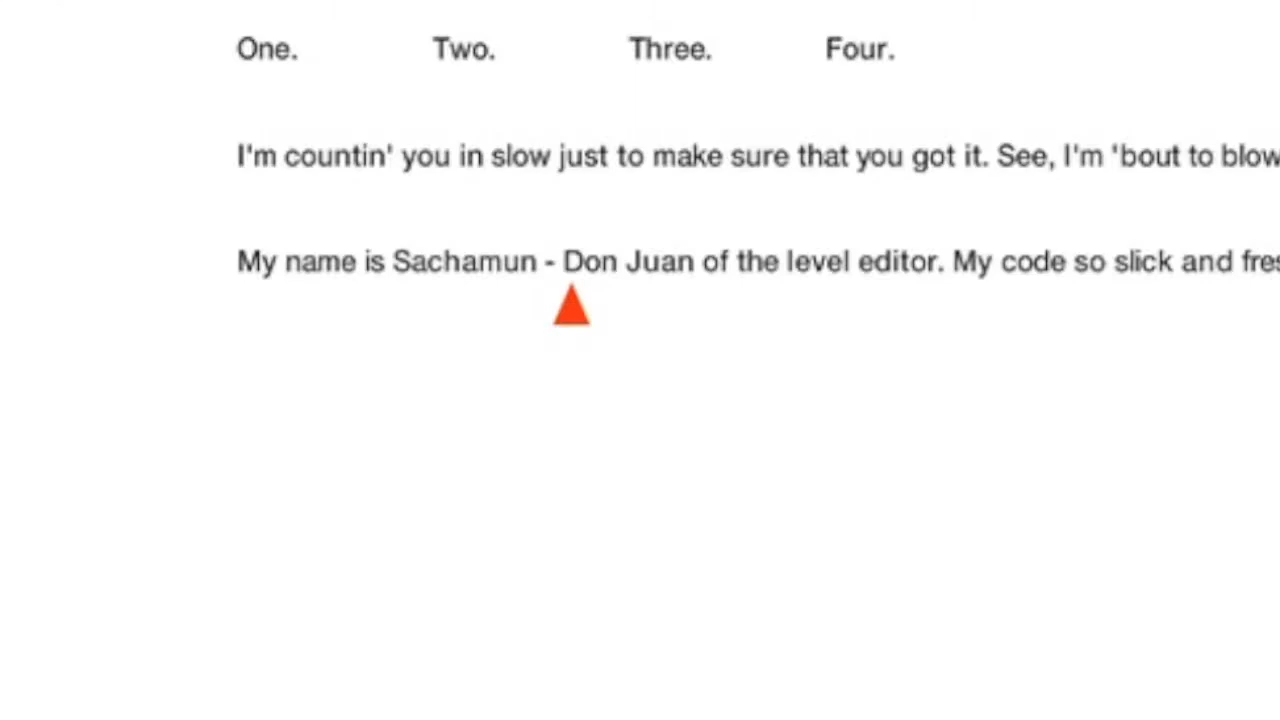 One. Two. Three. Four.
I'm countin' you in slow just to make sure that you got it. See, I'm 'bout to blow
My name is Sachamun - Don Juan of the level editor. My code so slick and